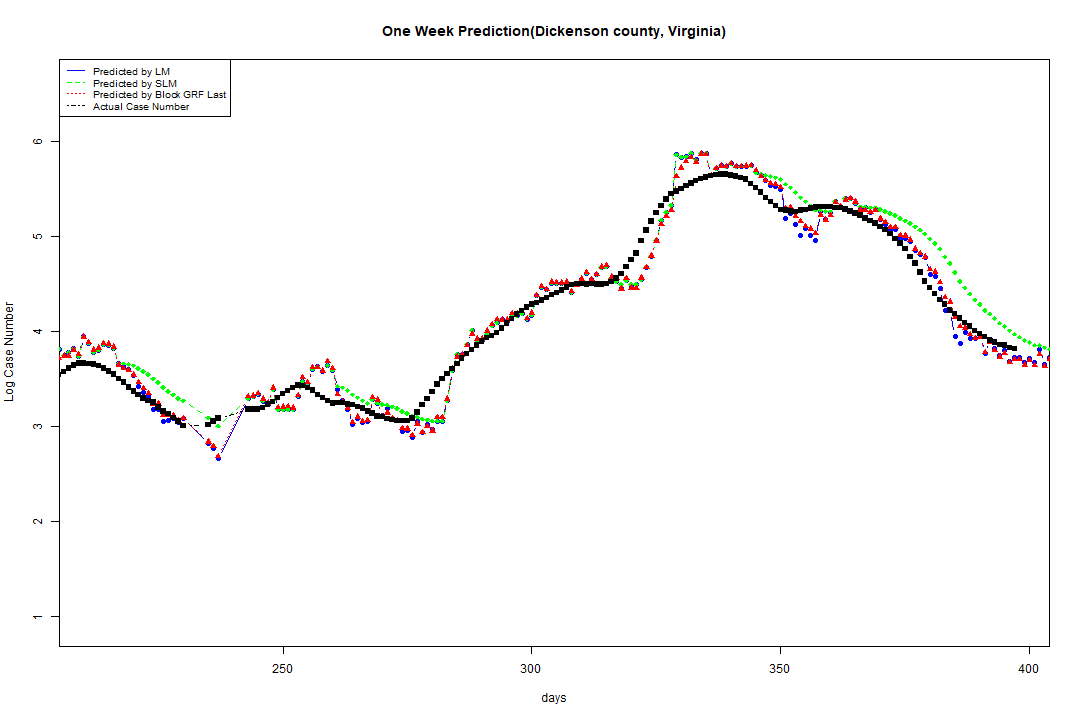 One Week Prediction(Dickenson county, Virginia)
Predicted by LM
Predicted by SLM
Predicted by Block GRF Last
Actual Case Number
6
5
4
3
2
1
Log Case Number
250
300
350
400
days